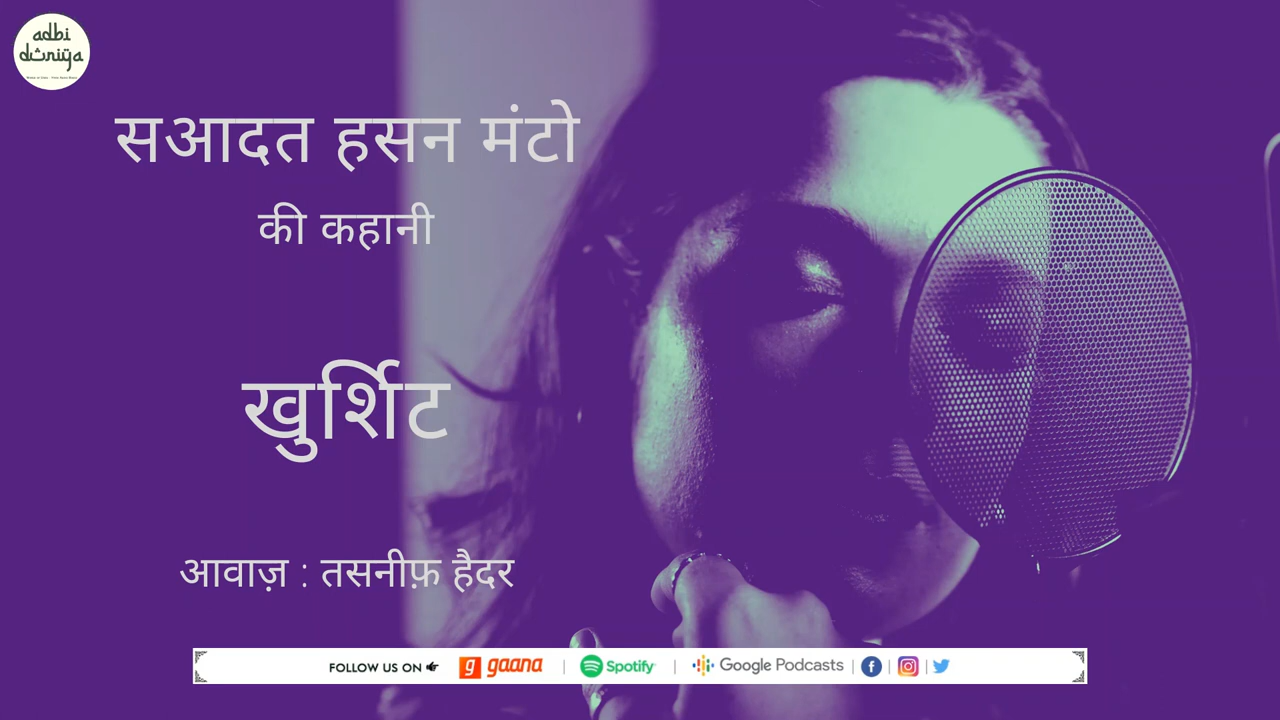 adbi
duniya
सआदत हसन मंटो
की कहानी
खुर्शिट
आवाज़ : तसनीफ़ हैदर
FOLLOW US ON gaana | Spotify | Google Podcasts | | |